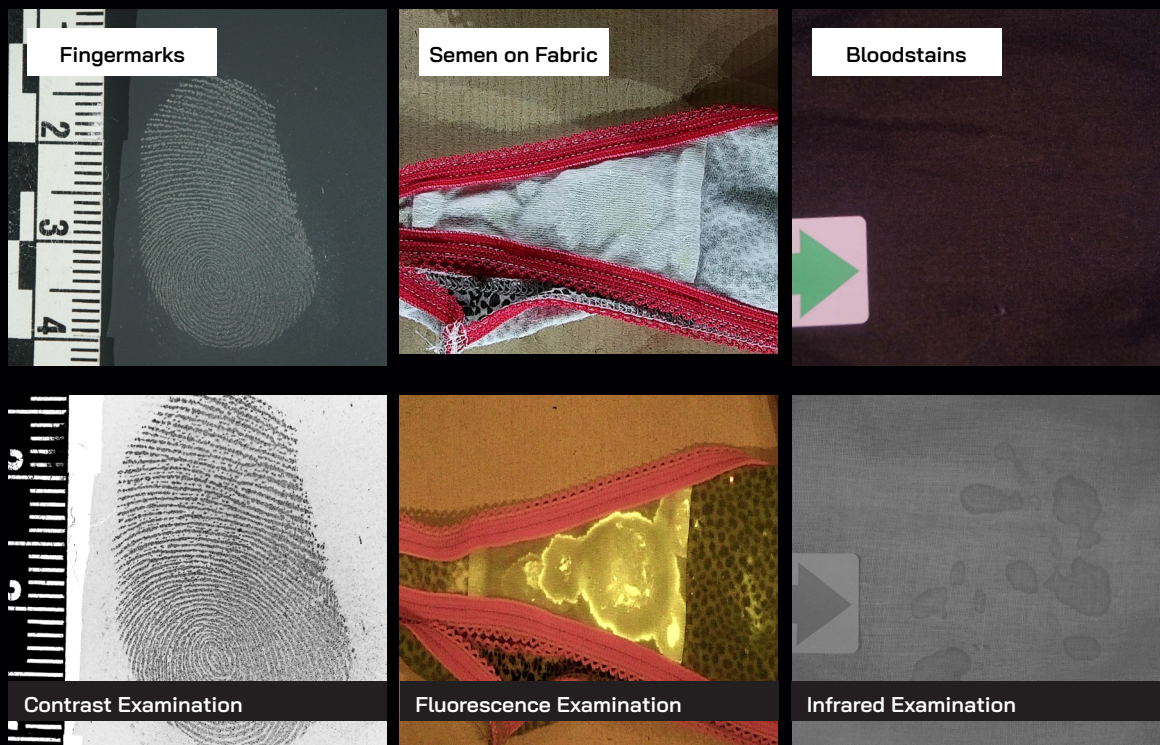 Fingermarks
Semen on Fabric
Bloodstains
2
3
4
Contrast Examination
Fluorescence Examination
Infrared Examination